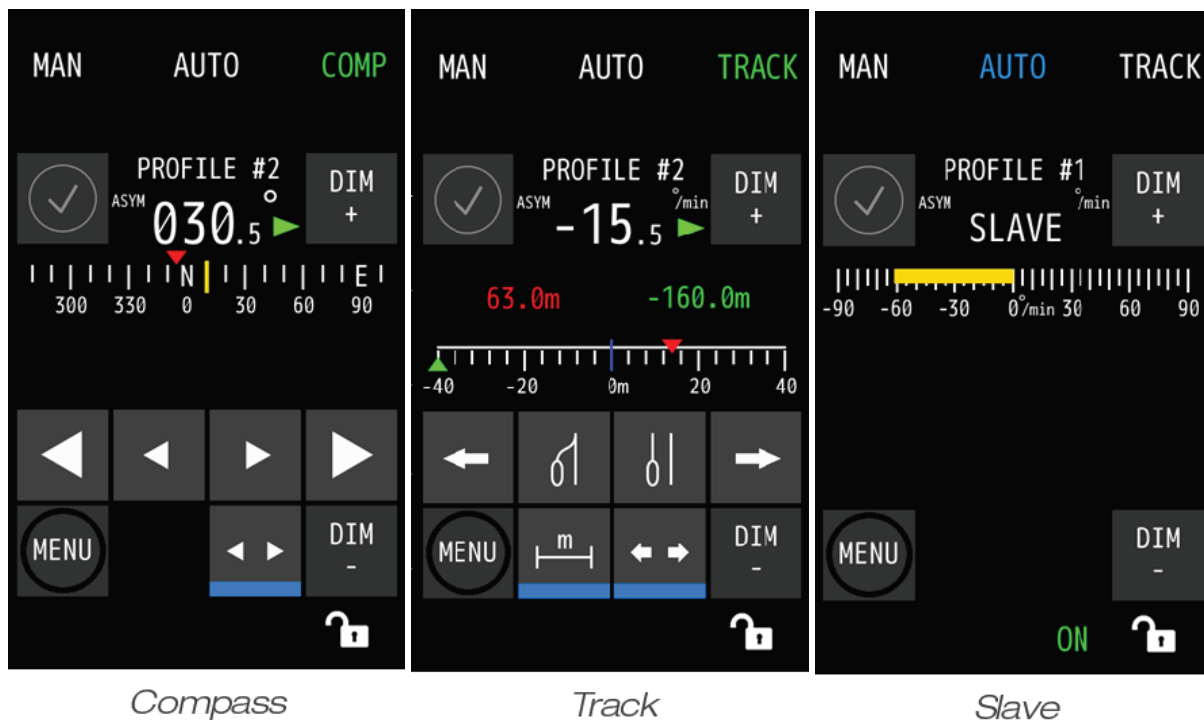 MAN AUTO COMP
PROFILE #2
ASYM 030.5°
DIM
+
N E
300 330 0 30 60 90
MENU
DIM
-
Compass
MAN AUTO TRACK
PROFILE #2
ASYM -15.5 °/min
DIM
+
63.0m -160.0m
-40 -20 0m 20 40
m
MENU
DIM
-
Track
MAN AUTO TRACK
PROFILE #1
ASYM SLAVE °/min
DIM
+
-90 -60 -30 0°/min 30 60 90
MENU
DIM
-
ON
Slave